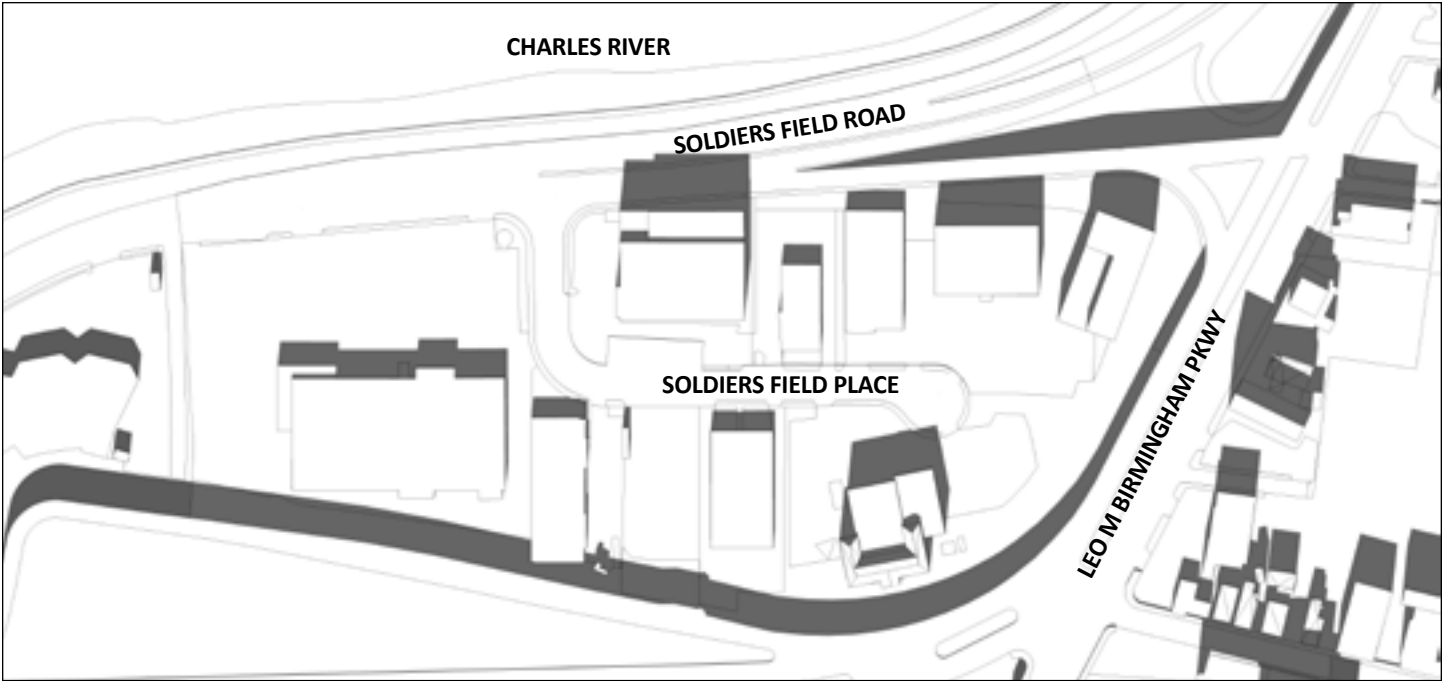 CHARLES RIVER
SOLDIERS FIELD ROAD
SOLDIERS FIELD PLACE
LEO M BIRMINGHAM PKWY